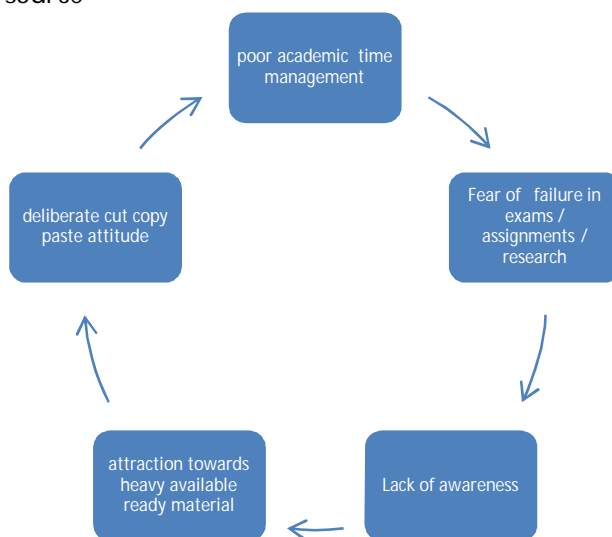 source
poor academic time
management
Fear of failure in
exams /
assignments /
research
Lack of awareness
attraction towards
heavy available
ready material
deliberate cut copy
paste attitude